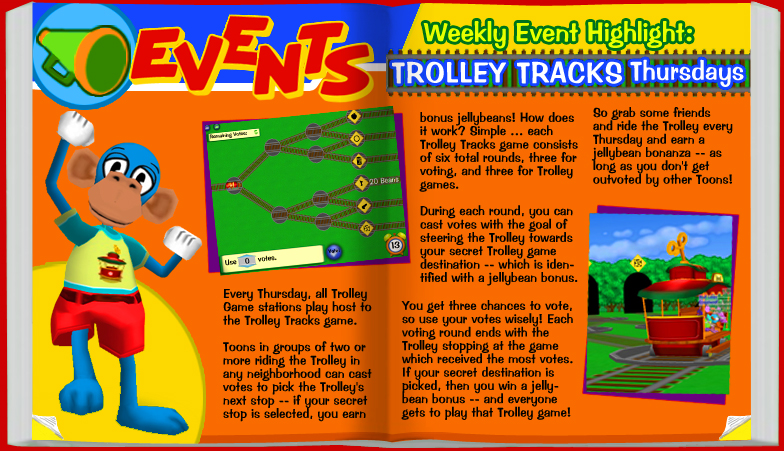 EVENTS
Weekly Event Highlight:
TROLLEY TRACKS Thursdays
Remaining Votes: 5
20 Beans
13
Use 0 votes.
Every Thursday, all Trolley
Game stations play host to
the Trolley Tracks game.
Toons in groups of two or
more riding the Trolley in
any neighborhood can cast
votes to pick the Trolley's
next stop -- if your secret
stop is selected, you earn
bonus jellybeans! How does
it work? Simple ... each
Trolley Tracks game consists
of six total rounds, three for
voting, and three for Trolley
games.
During each round, you can
cast votes with the goal of
steering the Trolley towards
your secret Trolley game
destination -- which is iden-
tified with a jellybean bonus.
You get three chances to vote,
so use your votes wisely! Each
voting round ends with the
Trolley stopping at the game
which received the most votes.
If your secret destination is
picked, then you win a jelly-
bean bonus -- and everyone
gets to play that Trolley game!
So grab some friends
and ride the Trolley every
Thursday and earn a
jellybean bonanza -- as
long as you don't get
outvoted by other Toons!